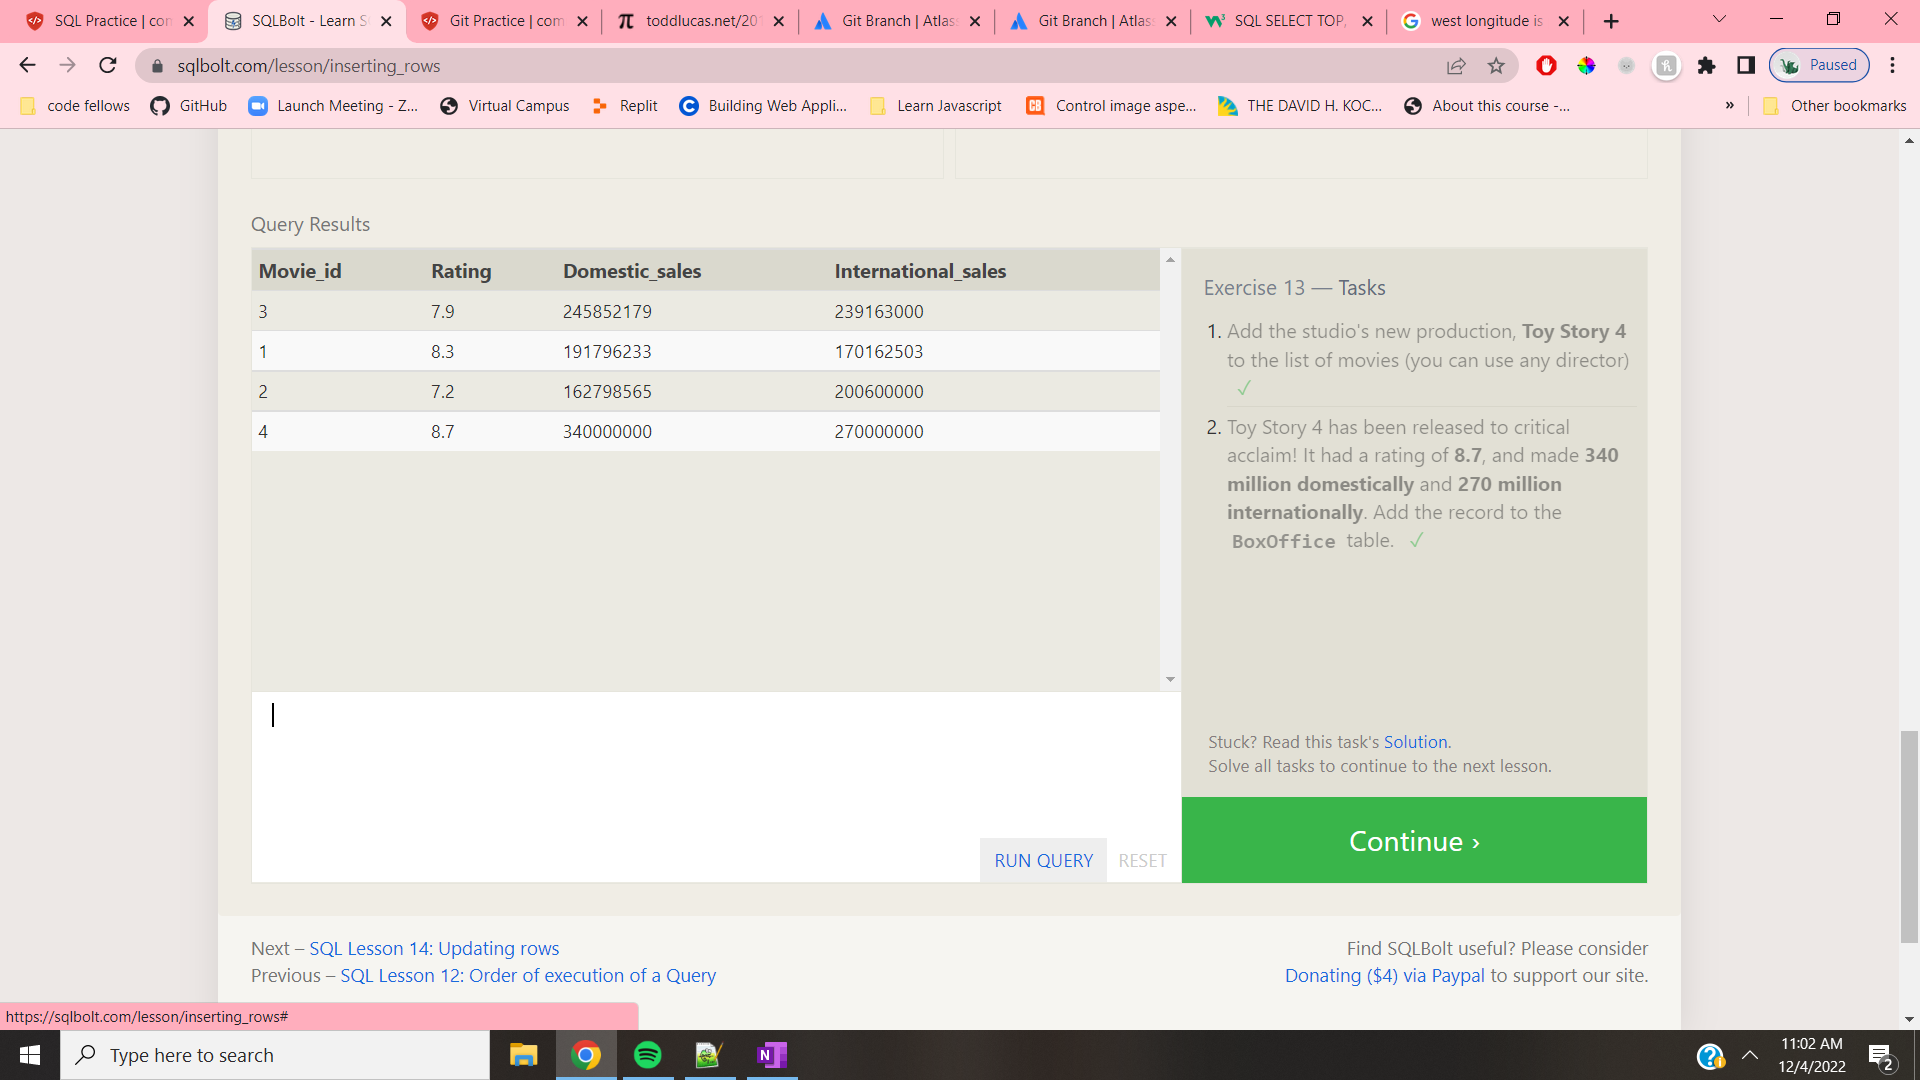 SQL Practice | con
SQLBolt - Learn S
Git Practice | com
toddlucas.net/201
Git Branch | Atlas
Git Branch | Atlas
SQL SELECT TOP,
west longitude is
sqlbolt.com/lesson/inserting_rows
Paused
code fellows
GitHub
Launch Meeting - Z...
Virtual Campus
Replit
Building Web Appli...
Learn Javascript
Control image aspe...
THE DAVID H. KOC...
About this course -...
»
Other bookmarks
Query Results
Movie_id Rating Domestic_sales International_sales
3 7.9 245852179 239163000
1 8.3 191796233 170162503
2 7.2 162798565 200600000
4 8.7 340000000 270000000
Exercise 13 — Tasks
1. Add the studio's new production, Toy Story 4
to the list of movies (you can use any director)
✓
2. Toy Story 4 has been released to critical
acclaim! It had a rating of 8.7, and made 340
million domestically and 270 million
internationally. Add the record to the
BoxOffice table. ✓
Stuck? Read this task's Solution.
Solve all tasks to continue to the next lesson.
RUN QUERY RESET
Continue ›
Next – SQL Lesson 14: Updating rows
Previous – SQL Lesson 12: Order of execution of a Query
Find SQLBolt useful? Please consider
Donating ($4) via Paypal to support our site.
https://sqlbolt.com/lesson/inserting_rows#
Type here to search
11:02 AM
12/4/2022
2